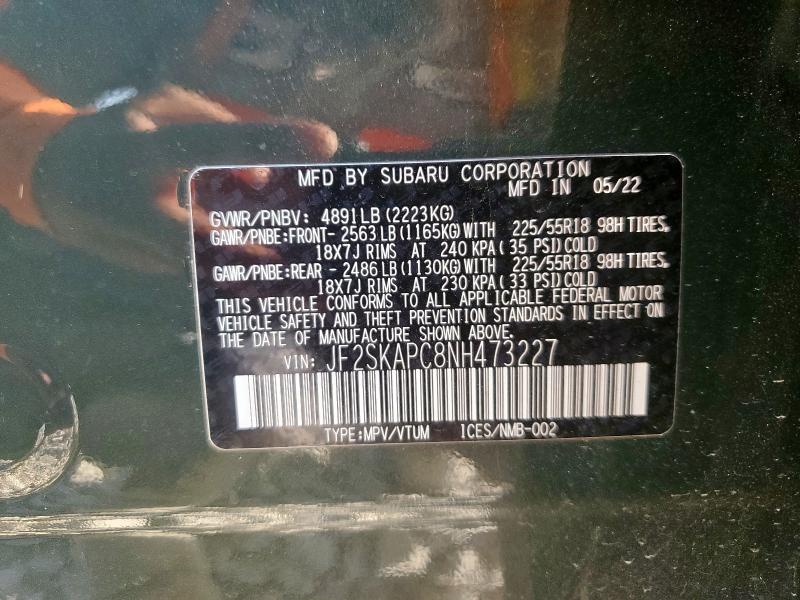 MFD BY SUBARU CORPORATION
MFD IN 05/22
GVWR/PNBV: 4891LB (2223KG)
GAWR/PNBE:FRONT- 2563LB (1165KG)WITH 225/55R18 98H TIRES,
18X7J RIMS AT 240 KPA ( 35 PSI)COLD
GAWR/PNBE:REAR - 2486LB (1130KG)WITH 225/55R18 98H TIRES,
18X7J RIMS AT 230 KPA ( 33 PSI)COLD
THIS VEHICLE CONFORMS TO ALL APPLICABLE FEDERAL MOTOR
VEHICLE SAFETY AND THEFT PREVENTION STANDARDS IN EFFECT ON
THE DATE OF MANUFACTURE SHOWN ABOVE.
VIN: JF2SKAPC8NH473227
TYPE:MPV/VTUM ICES/NMB-002